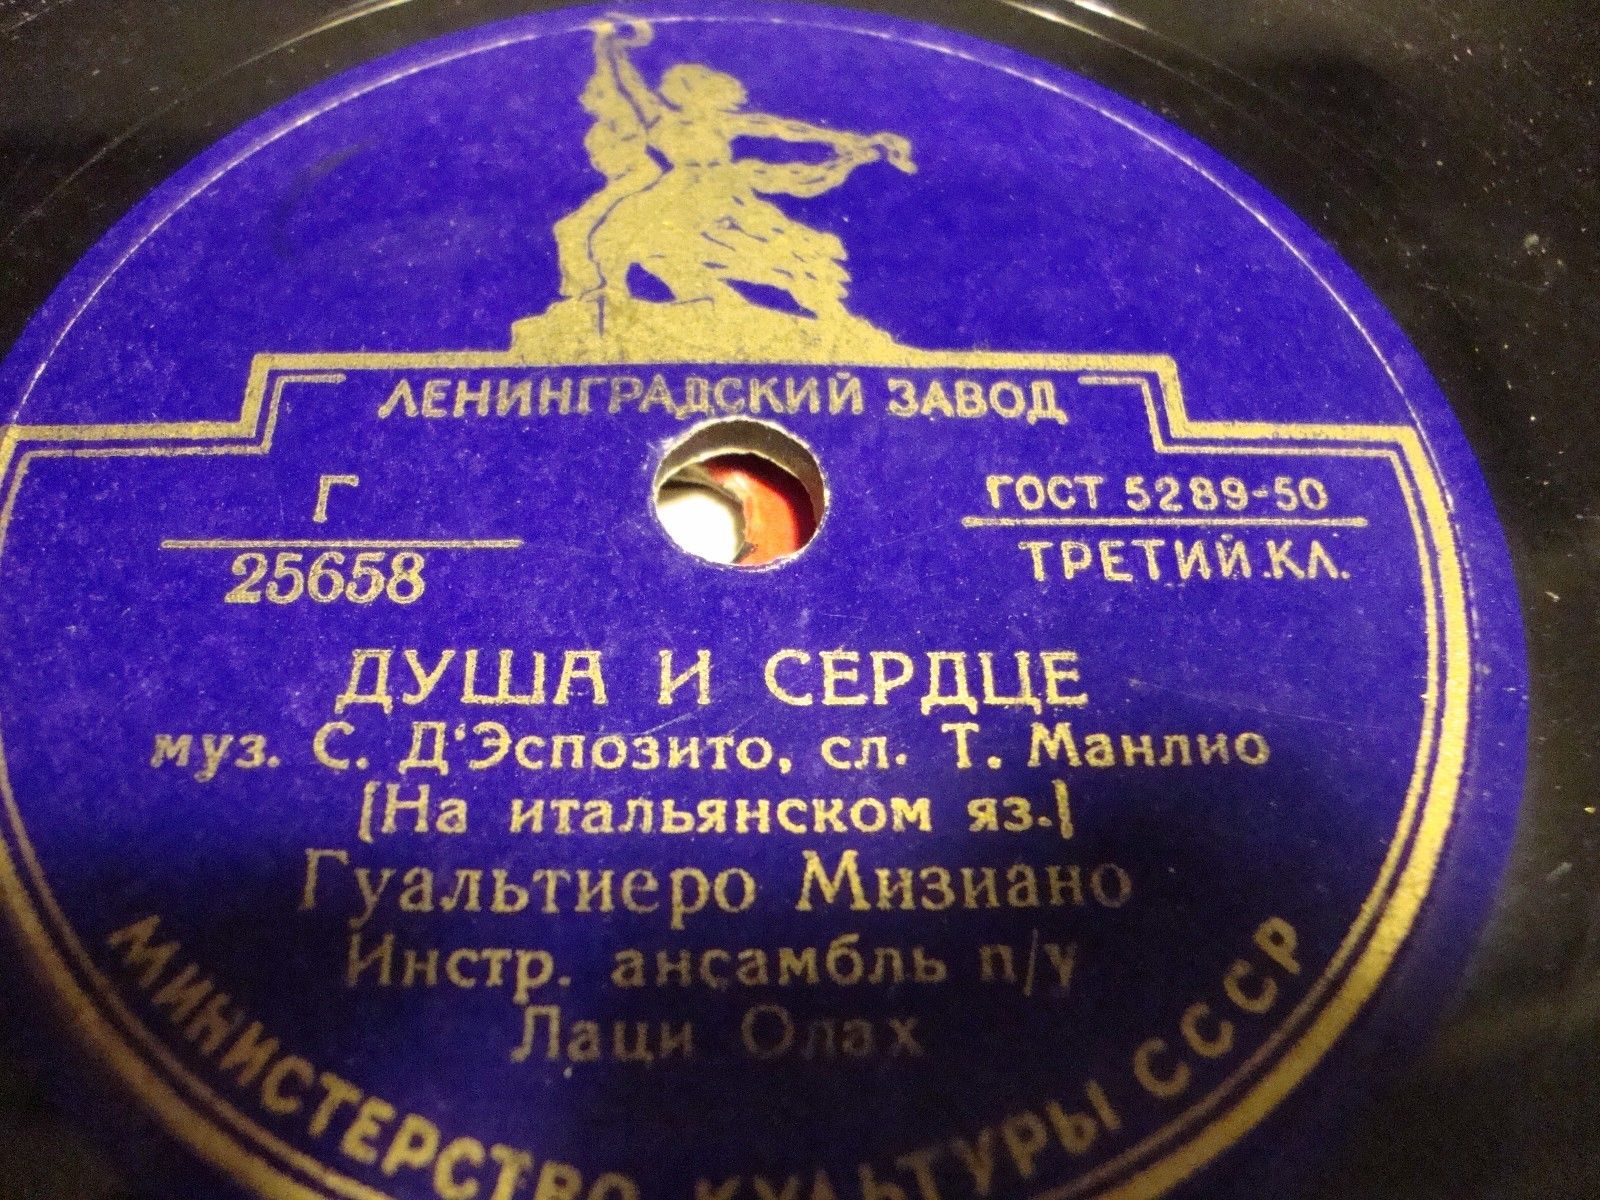 ЛЕНИНГРАДСКИЙ ЗАВОД
Г
25658
ГОСТ 5289-50
ТРЕТИЙ.КЛ.
ДУША И СЕРДЦЕ
муз. С. Д'Эспозито, сл. Т. Манлио
(На итальянском яз.)
Гуальтиеро Мизиано
Инстр. ансамбль п/у
Лаци Олах
МИНИСТЕРСТВО КУЛЬТУРЫ СССР